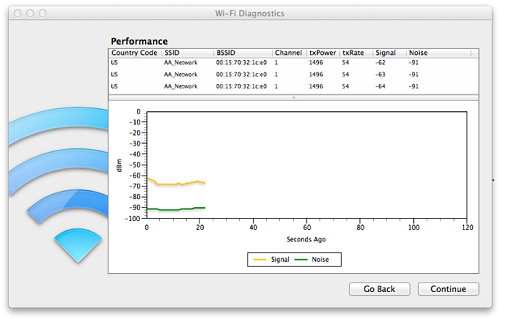 Wi-Fi Diagnostics
Performance
Country Code SSID BSSID Channel txPower txRate Signal Noise
US AA_Network 00:15:70:32:1c:e0 1 1496 54 -62 -91
US AA_Network 00:15:70:32:1c:e0 1 1496 54 -63 -91
US AA_Network 00:15:70:32:1c:e0 1 1496 54 -64 -91
0
-10
-20
-30
-40
-50
-60
-70
-80
-90
-100
dBm
0 20 40 60 80 100 120
Seconds Ago
Signal Noise
Go Back Continue